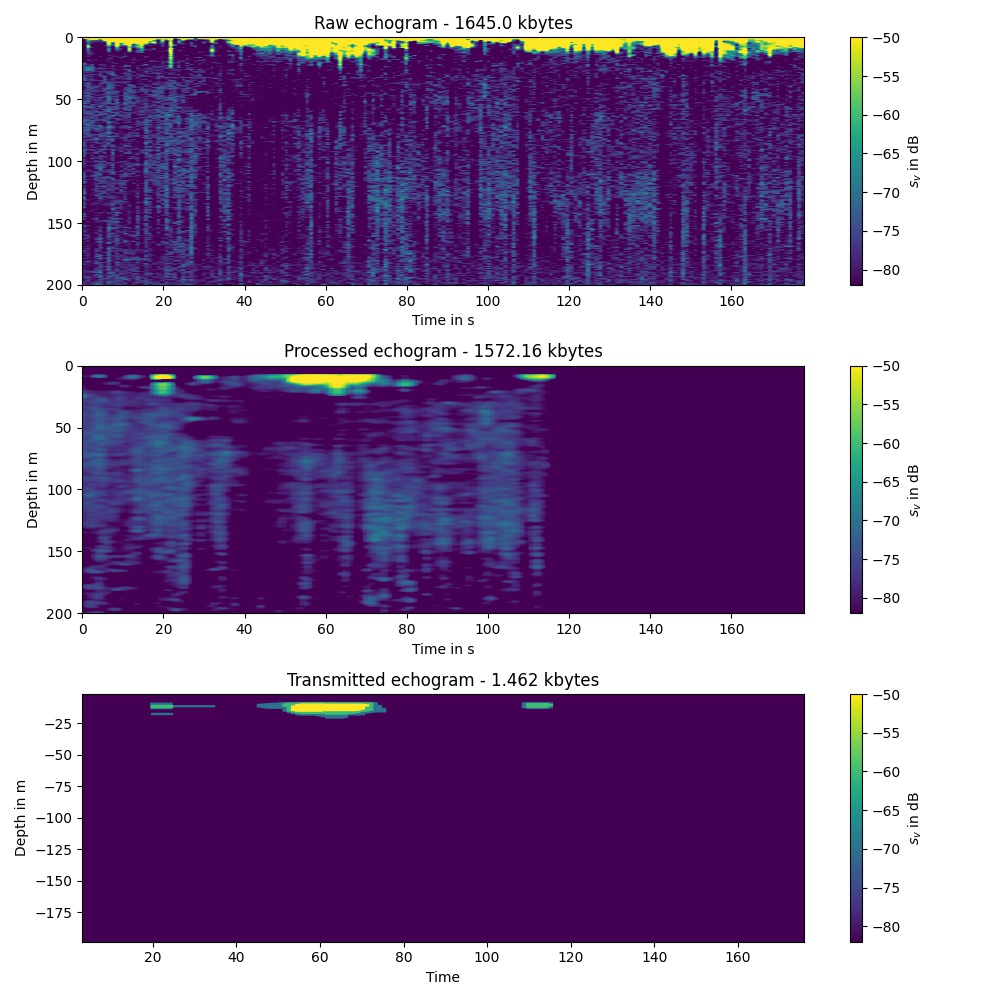 Raw echogram - 1645.0 kbytes
0
50
100
150
200
Depth in m
0 20 40 60 80 100 120 140 160
Time in s
−50
−55
−60
−65
−70
−75
−80
s_v in dB
Processed echogram - 1572.16 kbytes
0
50
100
150
200
Depth in m
0 20 40 60 80 100 120 140 160
Time in s
−50
−55
−60
−65
−70
−75
−80
s_v in dB
Transmitted echogram - 1.462 kbytes
−25
−50
−75
−100
−125
−150
−175
Depth in m
20 40 60 80 100 120 140 160
Time
−50
−55
−60
−65
−70
−75
−80
s_v in dB